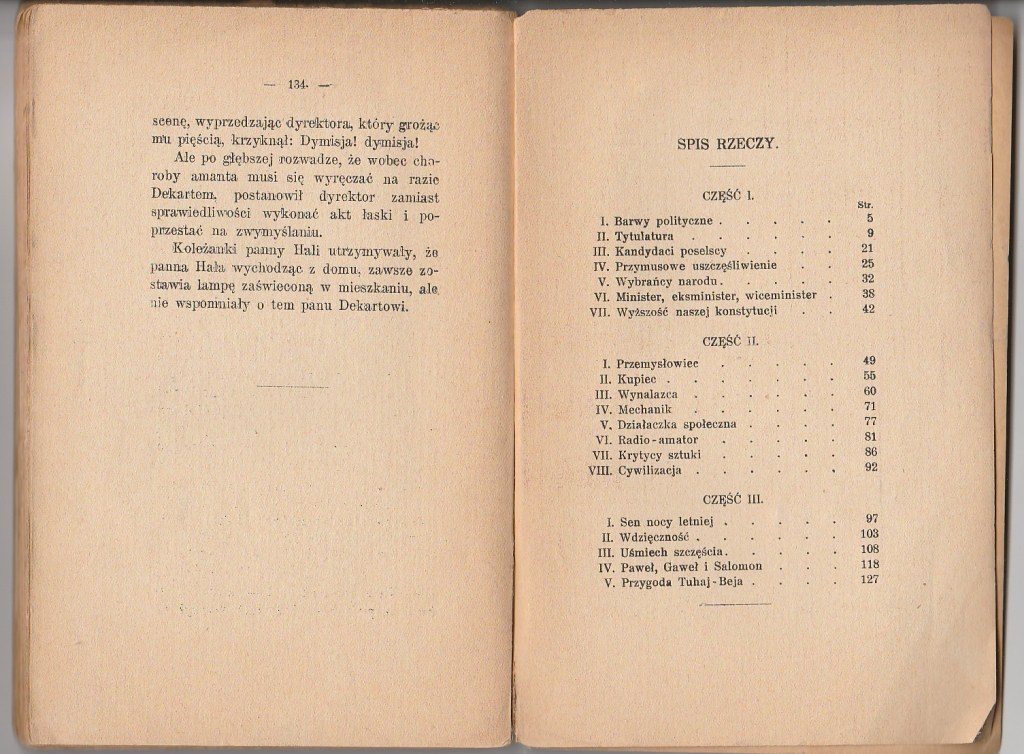 — 134 —
scenę, wyprzedzając dyrektora, który grożąc
mu pięścią, krzyknął: Dymisja! dymisja!
Ale po głębszej rozwadze, że wobec cho-
roby amanta musi się wyręczać na razie
Dekartem, postanowił dyrektor zamiast
sprawiedliwości wykonać akt łaski i po-
przestać na zwymyślaniu.
Koleżanki panny Hali utrzymywały, że
panna Hala wychodząc z domu, zawsze zo-
stawia lampę zaświeconą w mieszkaniu, ale
nie wspomniały o tem panu Dekartowi.
SPIS RZECZY.
CZĘŚĆ I.
Str.
I. Barwy polityczne . . . . . 5
II. Tytulatura . . . . . . 9
III. Kandydaci poselscy . . . . 21
IV. Przymusowe uszczęśliwienie . . 25
V. Wybrańcy narodu . . . . . 32
VI. Minister, eksminister, wiceminister . 38
VII. Wyższość naszej konstytucji . . 42
CZĘŚĆ II.
I. Przemysłowiec . . . . . 49
II. Kupiec . . . . . . . 55
III. Wynalazca . . . . . . 60
IV. Mechanik . . . . . . 71
V. Działaczka społeczna . . . . 77
VI. Radio-amator . . . . . 81
VII. Krytycy sztuki . . . . . 86
VIII. Cywilizacja . . . . . . 92
CZĘŚĆ III.
I. Sen nocy letniej . . . . . 97
II. Wdzięczność . . . . . . 103
III. Uśmiech szczęścia . . . . . 108
IV. Paweł, Gaweł i Salomon . . . 118
V. Przygoda Tuhaj-Beja . . . . 127